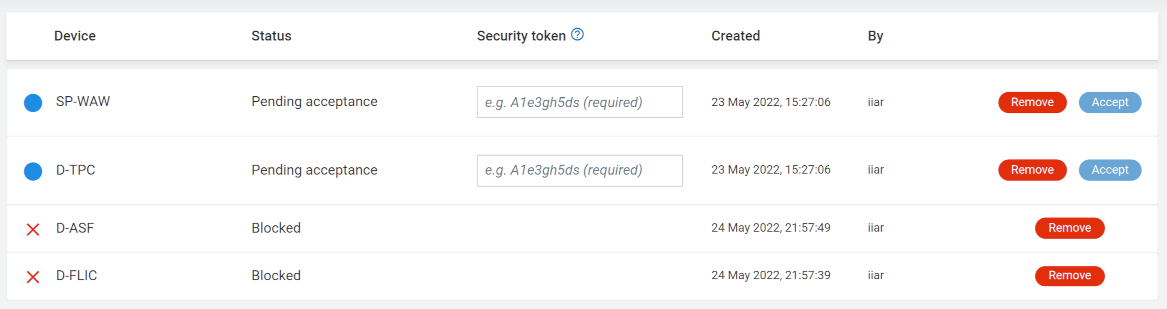 Device Status Security token ? Created By
SP-WAW Pending acceptance e.g. A1e3gh5ds (required) 23 May 2022, 15:27:06 iiar Remove Accept
D-TPC Pending acceptance e.g. A1e3gh5ds (required) 23 May 2022, 15:27:06 iiar Remove Accept
D-ASF Blocked 24 May 2022, 21:57:49 iiar Remove
D-FLIC Blocked 24 May 2022, 21:57:39 iiar Remove